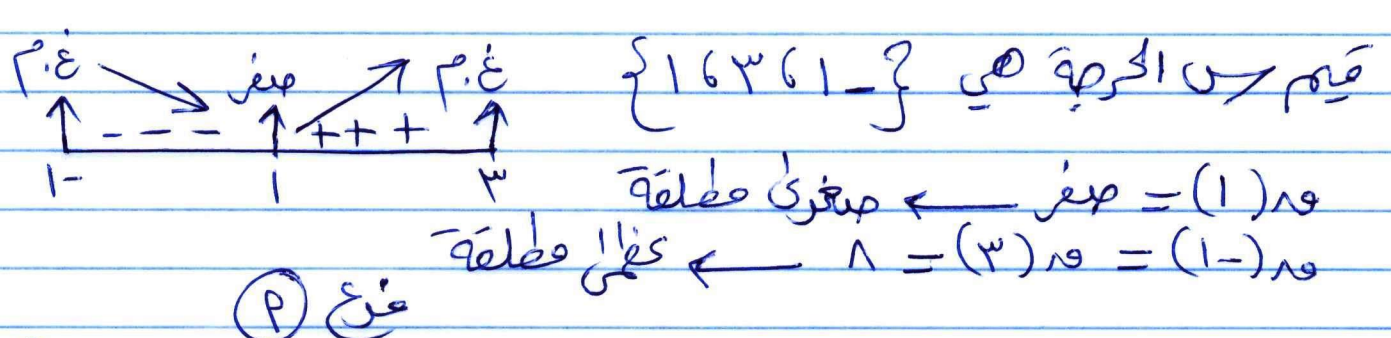 قيم س الحرجة هي {-١ ، ٣ ، ١}
غ.م صفر غ.م
- - - + + +
-١ ١ ٣
ق(١) = صفر ← صغرى مطلقة
ق(-١) = ق(٣) = ٨ ← عظمى مطلقة
فرع (م)